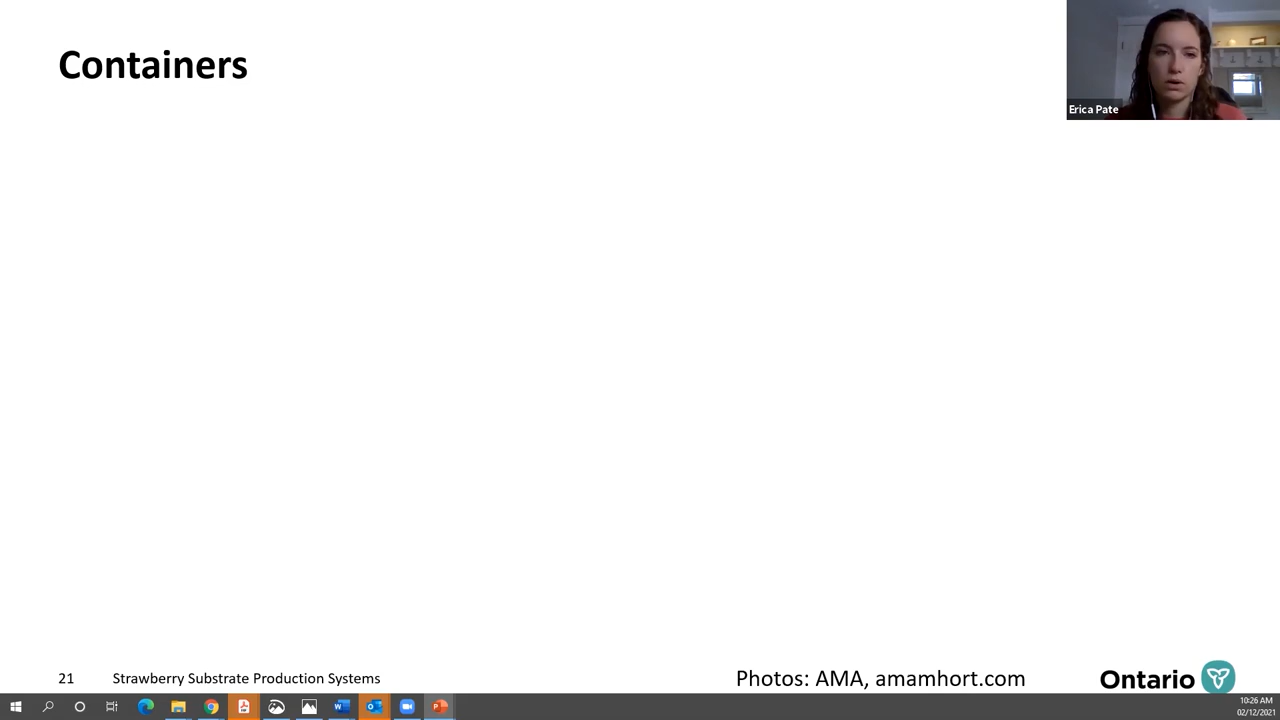 Containers
Erica Pate
21
Strawberry Substrate Production Systems
Photos: AMA, amamhort.com
Ontario
10:26 AM
02/12/2021